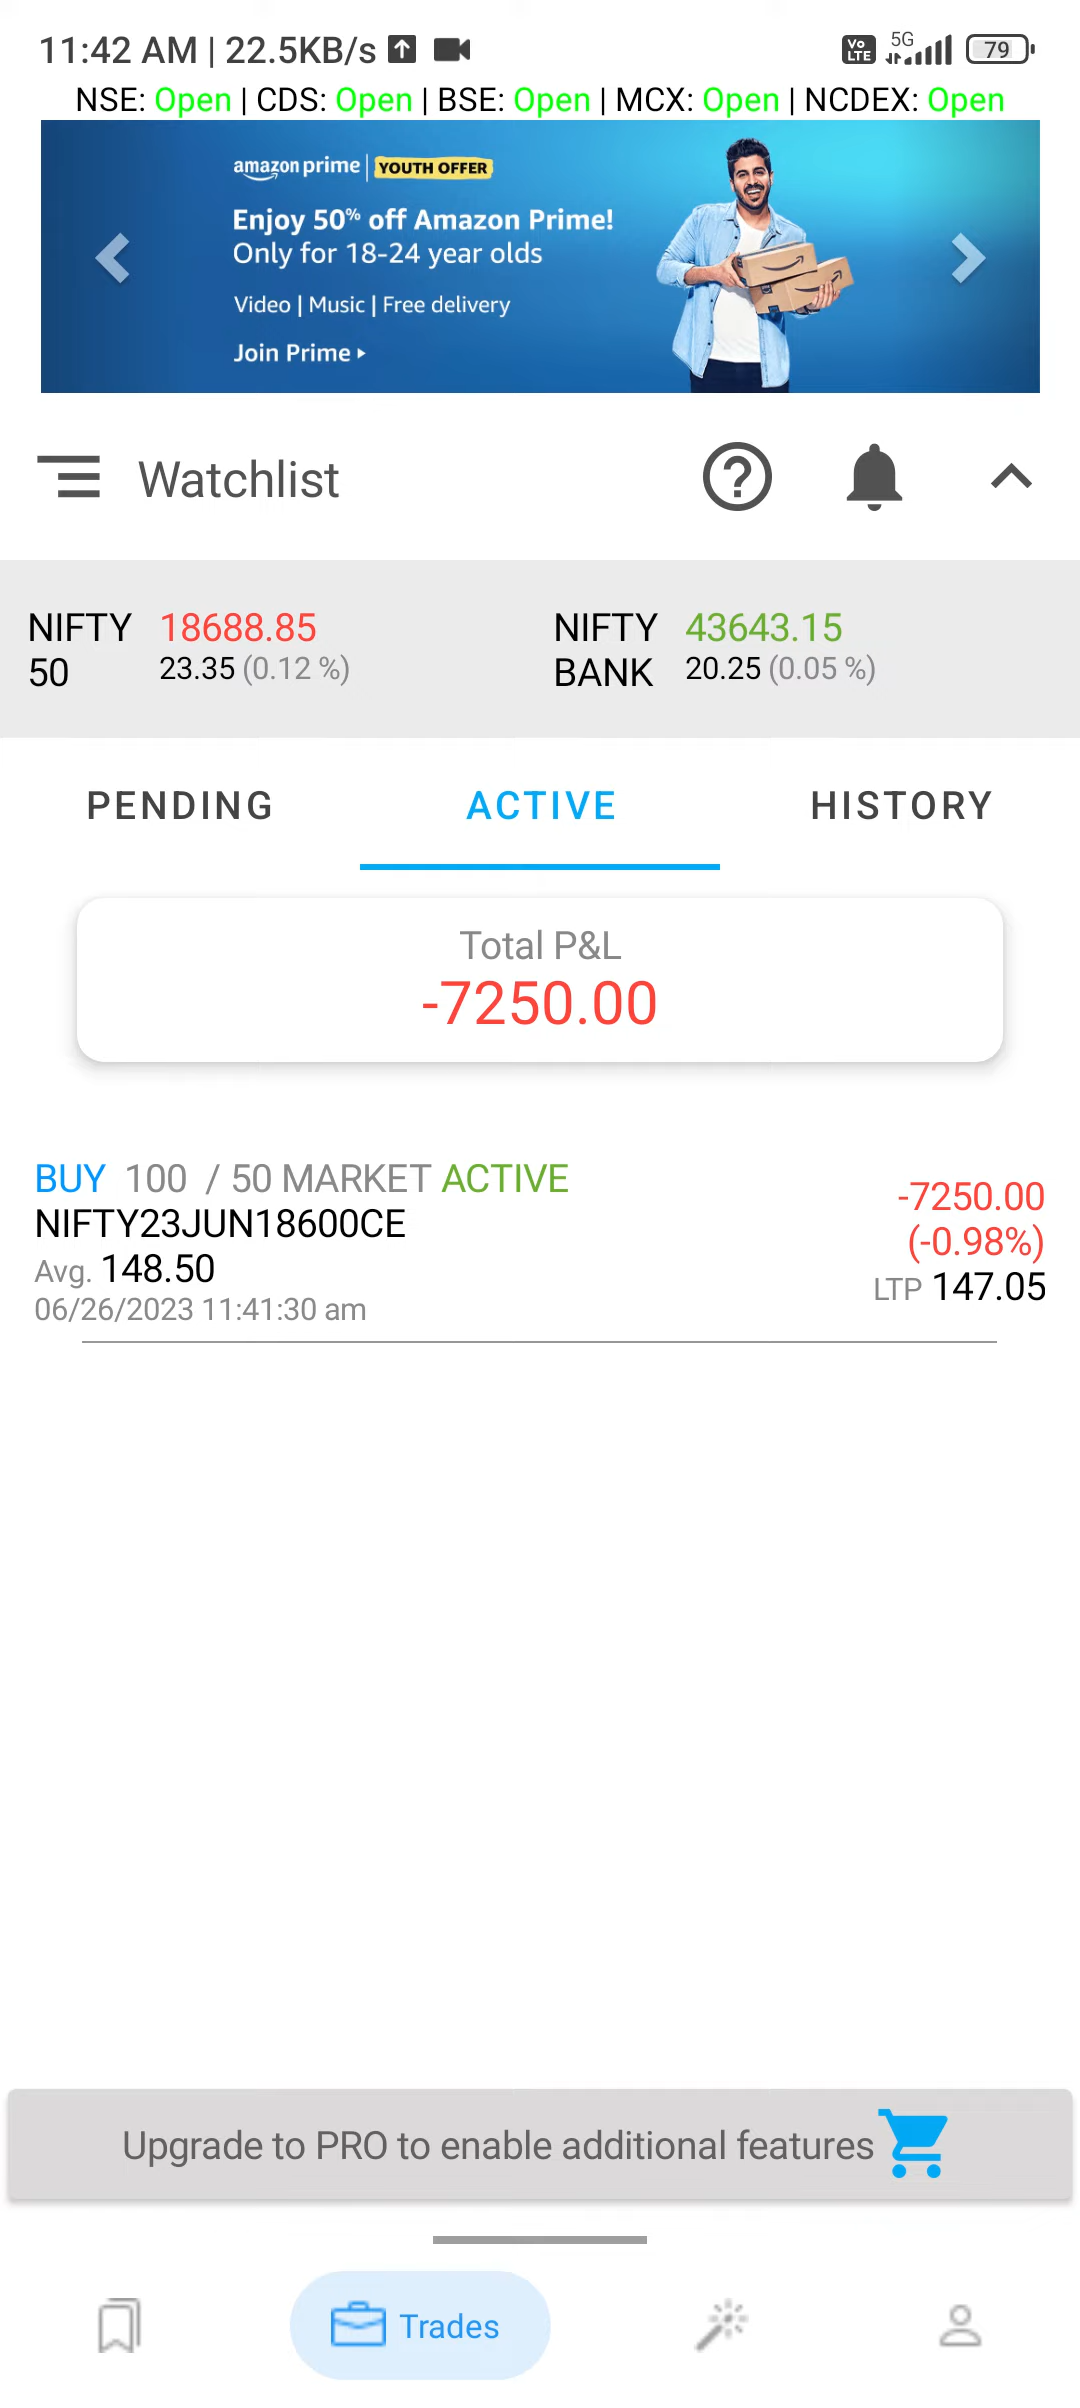 11:42 AM | 22.5KB/s
Vo LTE 5G 79
NSE: Open | CDS: Open | BSE: Open | MCX: Open | NCDEX: Open
amazon prime | YOUTH OFFER
Enjoy 50% off Amazon Prime!
Only for 18-24 year olds
Video | Music | Free delivery
Join Prime
Watchlist
NIFTY 50 18688.85
23.35 (0.12 %)
NIFTY BANK 43643.15
20.25 (0.05 %)
PENDING ACTIVE HISTORY
Total P&L
-7250.00
BUY 100 / 50 MARKET ACTIVE
NIFTY23JUN18600CE
Avg. 148.50
06/26/2023 11:41:30 am
-7250.00
(-0.98%)
LTP 147.05
Upgrade to PRO to enable additional features
Trades